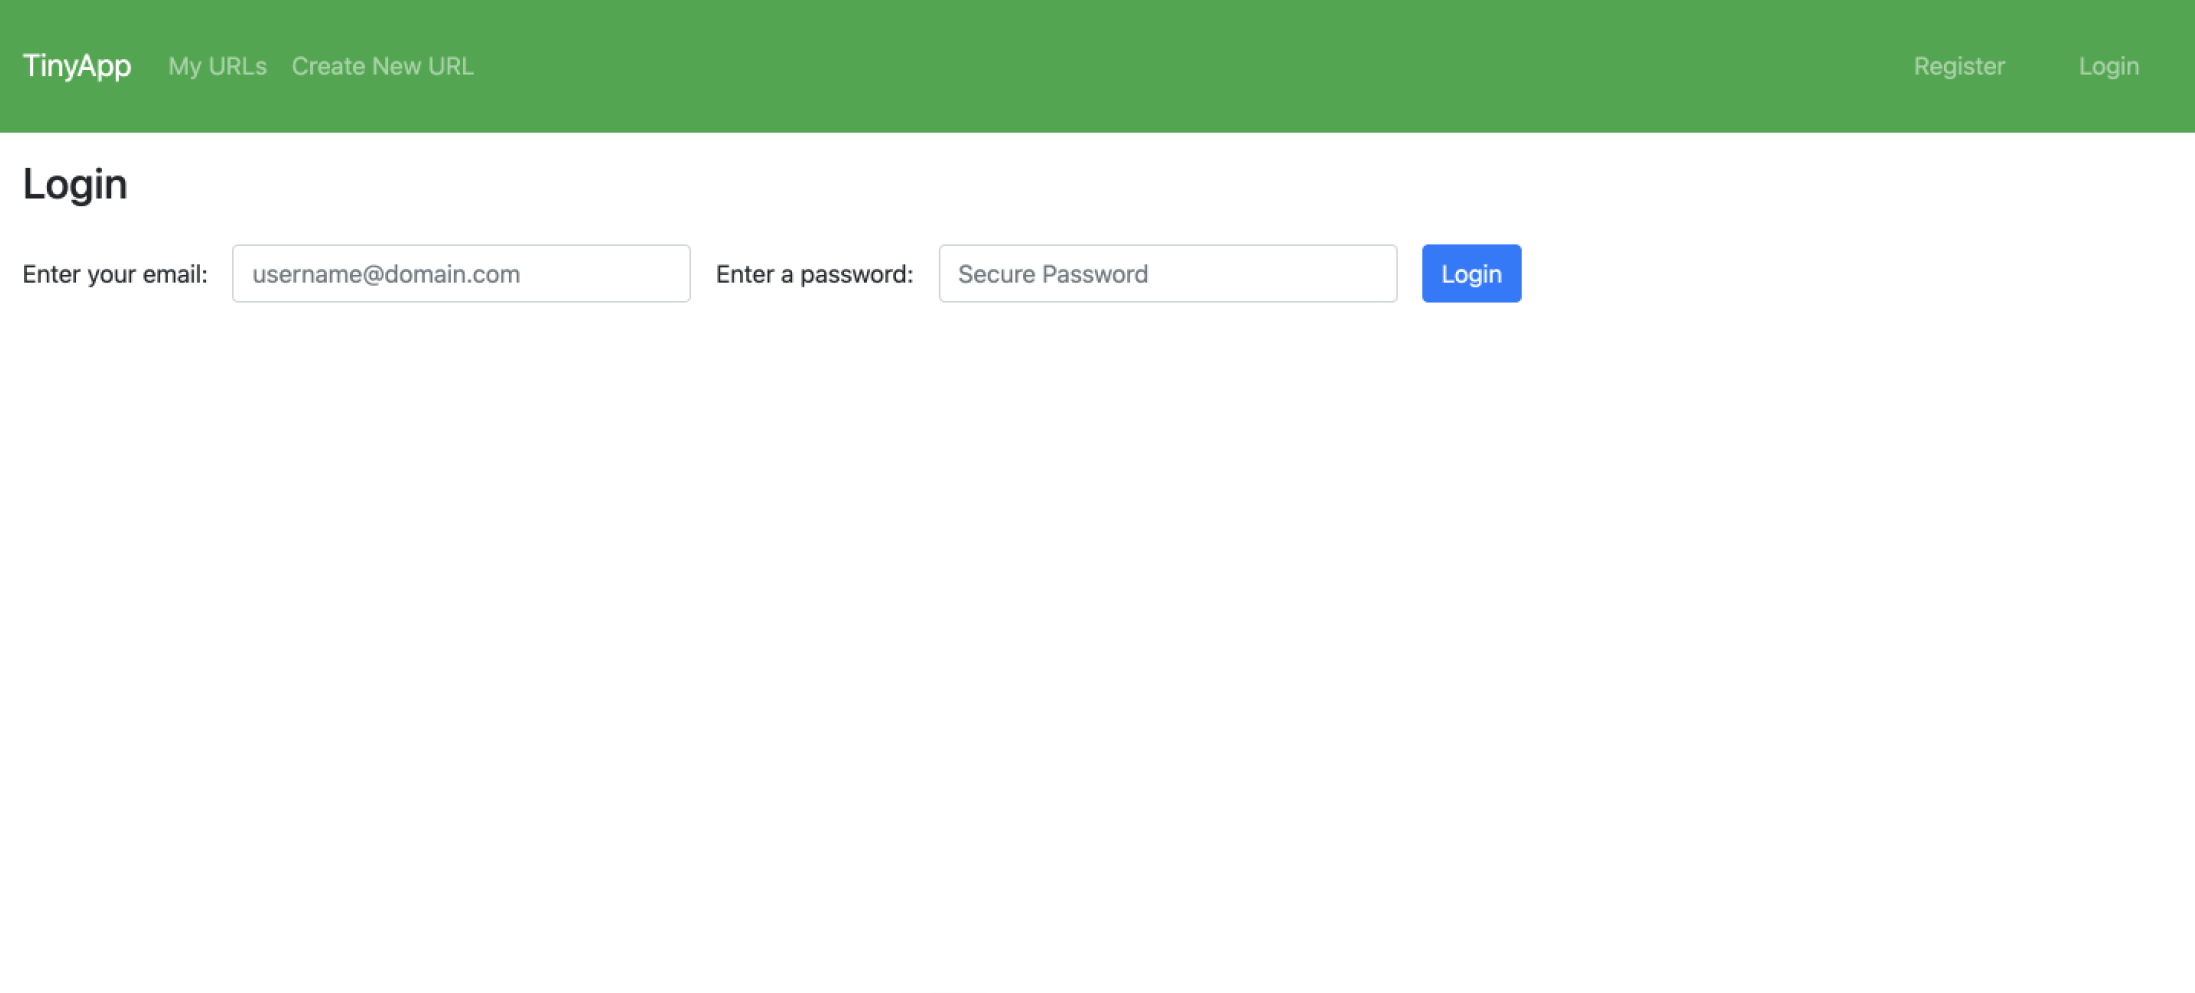 TinyApp My URLs Create New URL Register Login
Login
Enter your email: username@domain.com Enter a password: Secure Password Login